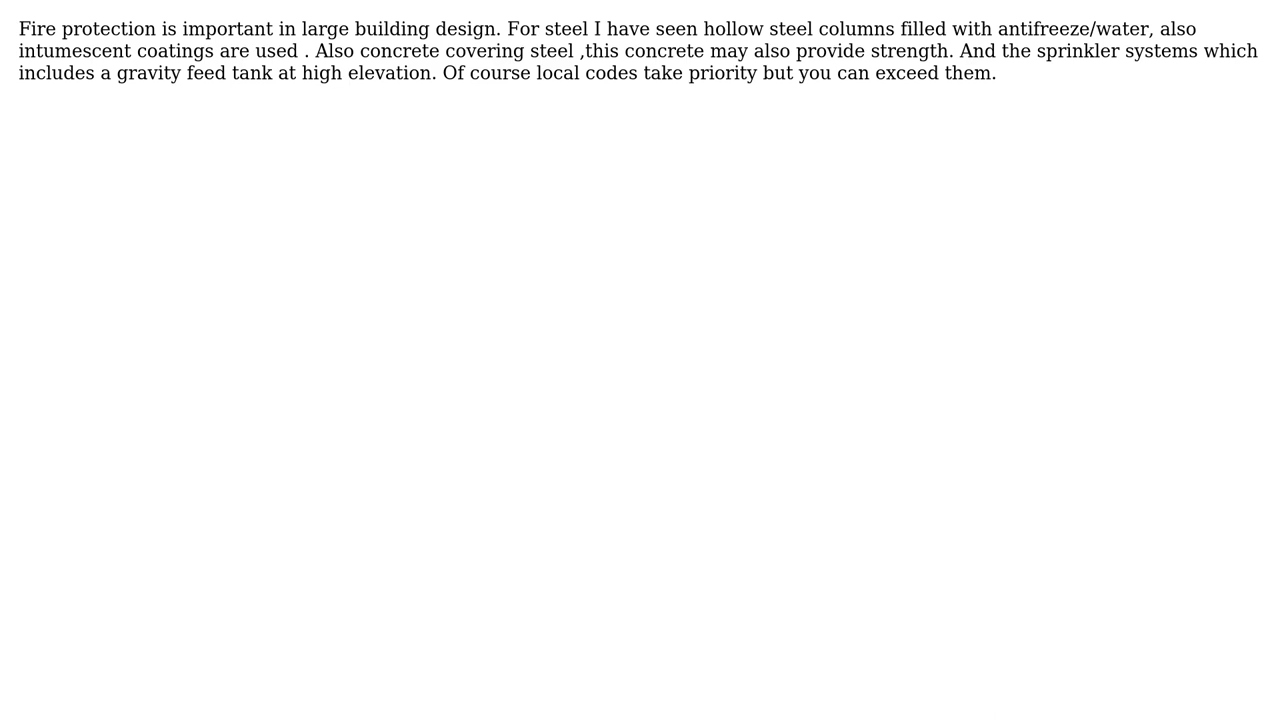 Fire protection is important in large building design. For steel I have seen hollow steel columns filled with antifreeze/water, also
intumescent coatings are used . Also concrete covering steel ,this concrete may also provide strength. And the sprinkler systems which
includes a gravity feed tank at high elevation. Of course local codes take priority but you can exceed them.